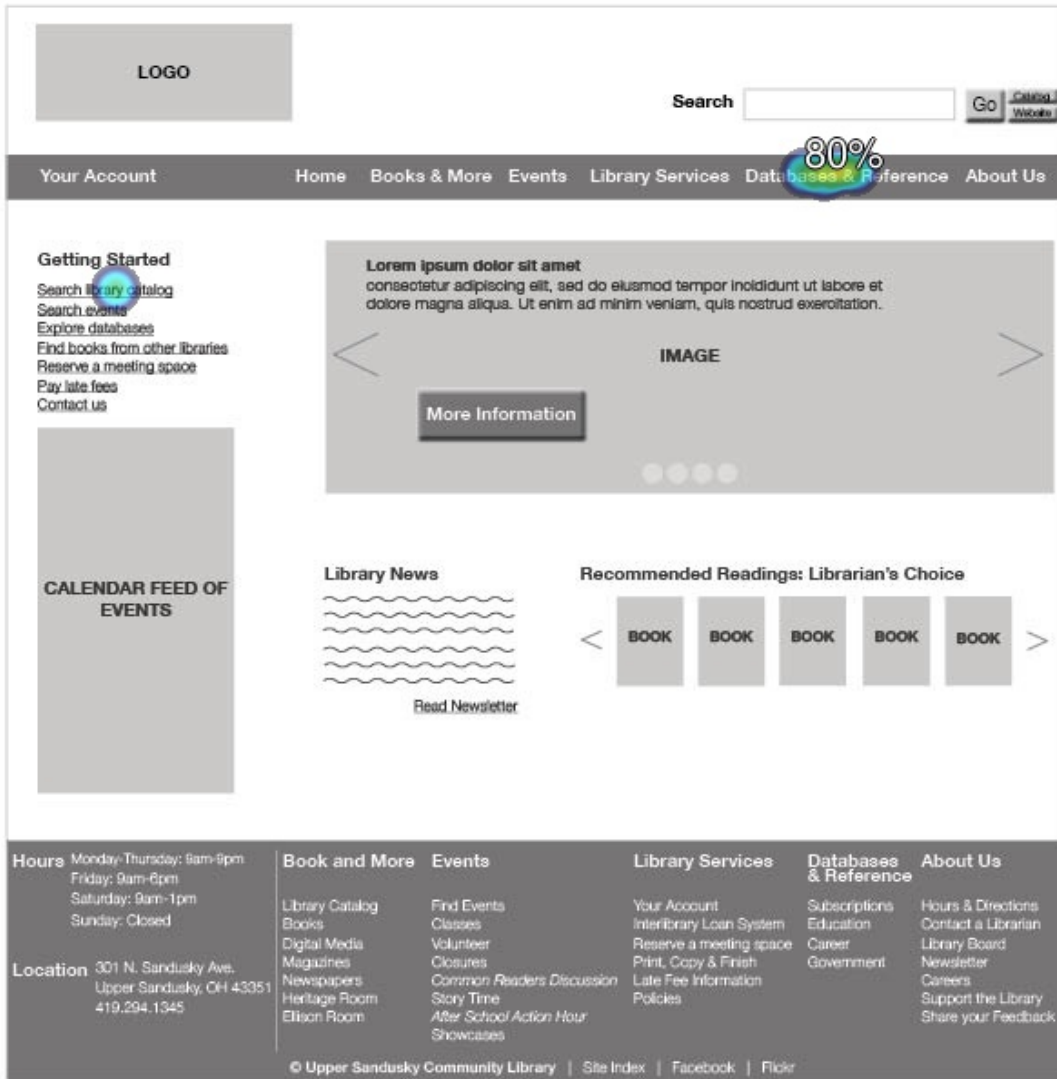 LOGO
Search
Go
Catalog
Website
80%
Your Account Home Books & More Events Library Services Databases & Reference About Us
Getting Started
Search library catalog
Search events
Explore databases
Find books from other libraries
Reserve a meeting space
Pay late fees
Contact us
Lorem ipsum dolor sit amet
consectetur adipiscing elit, sed do eiusmod tempor incididunt ut labore et
dolore magna aliqua. Ut enim ad minim veniam, quis nostrud exercitation.
< IMAGE >
More Information
CALENDAR FEED OF
EVENTS
Library News
Read Newsletter
Recommended Readings: Librarian's Choice
< BOOK BOOK BOOK BOOK BOOK >
Hours Monday-Thursday: 9am-9pm
Friday: 9am-6pm
Saturday: 9am-1pm
Sunday: Closed
Location 301 N. Sandusky Ave.
Upper Sandusky, OH 43351
419.294.1345
Book and More
Library Catalog
Books
Digital Media
Magazines
Newspapers
Heritage Room
Ellison Room
Events
Find Events
Classes
Volunteer
Closures
Common Readers Discussion
Story Time
After School Action Hour
Showcases
Library Services
Your Account
Interlibrary Loan System
Reserve a meeting space
Print, Copy & Finish
Late Fee Information
Policies
Databases
& Reference
Subscriptions
Education
Career
Government
About Us
Hours & Directions
Contact a Librarian
Library Board
Newsletter
Careers
Support the Library
Share your Feedback
© Upper Sandusky Community Library | Site Index | Facebook | Flickr